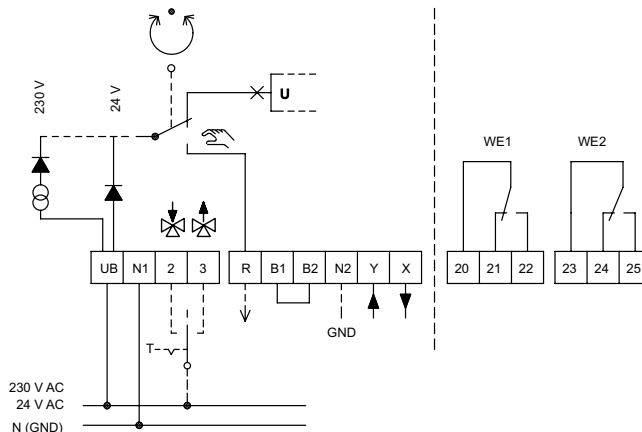 230 V
24 V
U
WE1
WE2
UB N1 2 3 R B1 B2 N2 Y X
20 21 22
23 24 25
GND
T
230 V AC
24 V AC
N (GND)